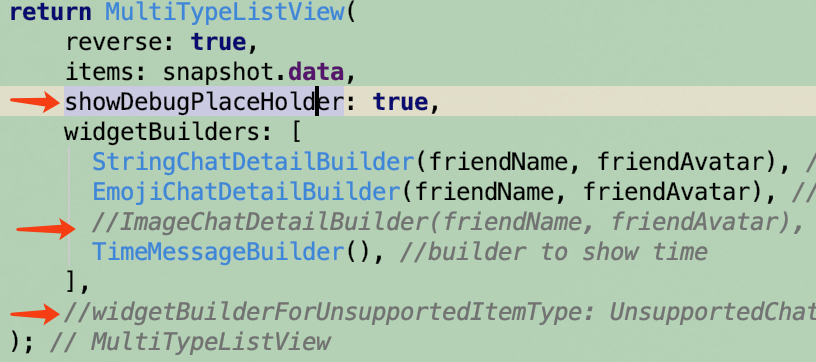 return MultiTypeListView(
reverse: true,
items: snapshot.data,
showDebugPlaceHolder: true,
widgetBuilders: [
StringChatDetailBuilder(friendName, friendAvatar), /
EmojiChatDetailBuilder(friendName, friendAvatar), //
//ImageChatDetailBuilder(friendName, friendAvatar),
TimeMessageBuilder(), //builder to show time
],
//widgetBuilderForUnsupportedItemType: UnsupportedChat
); // MultiTypeListView